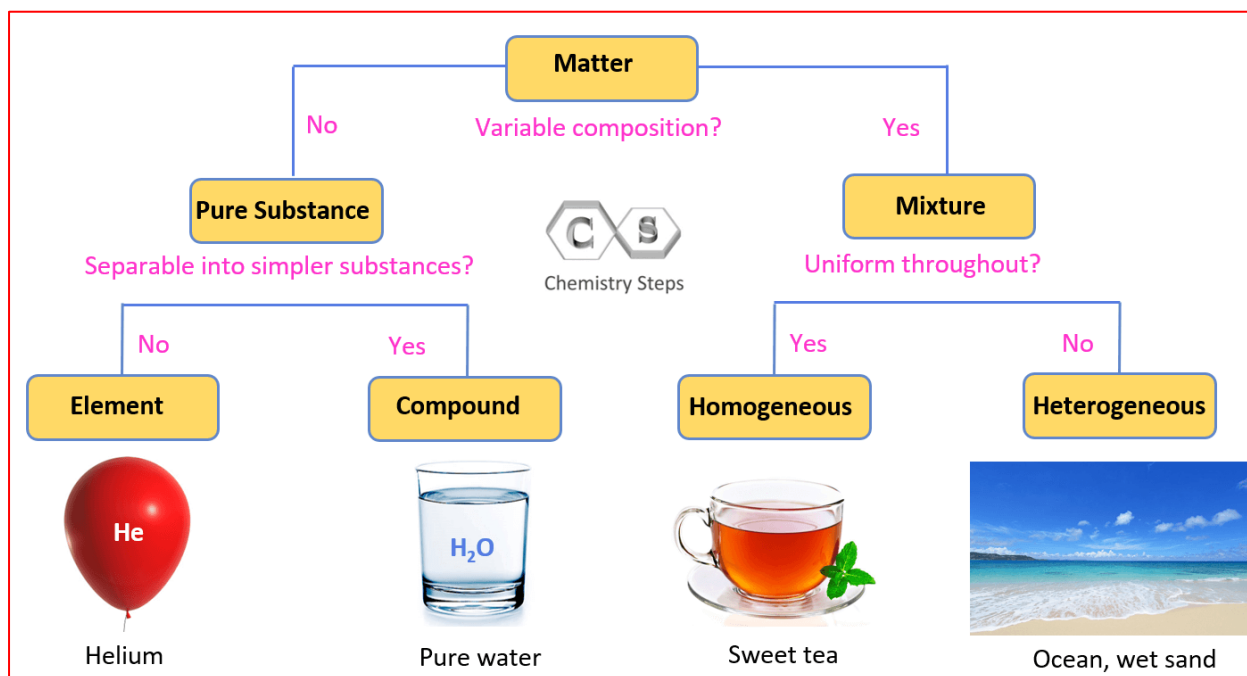 Matter
No
Variable composition?
Yes
Pure Substance
Mixture
C S
Chemistry Steps
Separable into simpler substances?
Uniform throughout?
No
Yes
Yes
No
Element
Compound
Homogeneous
Heterogeneous
He
H₂O
Helium
Pure water
Sweet tea
Ocean, wet sand